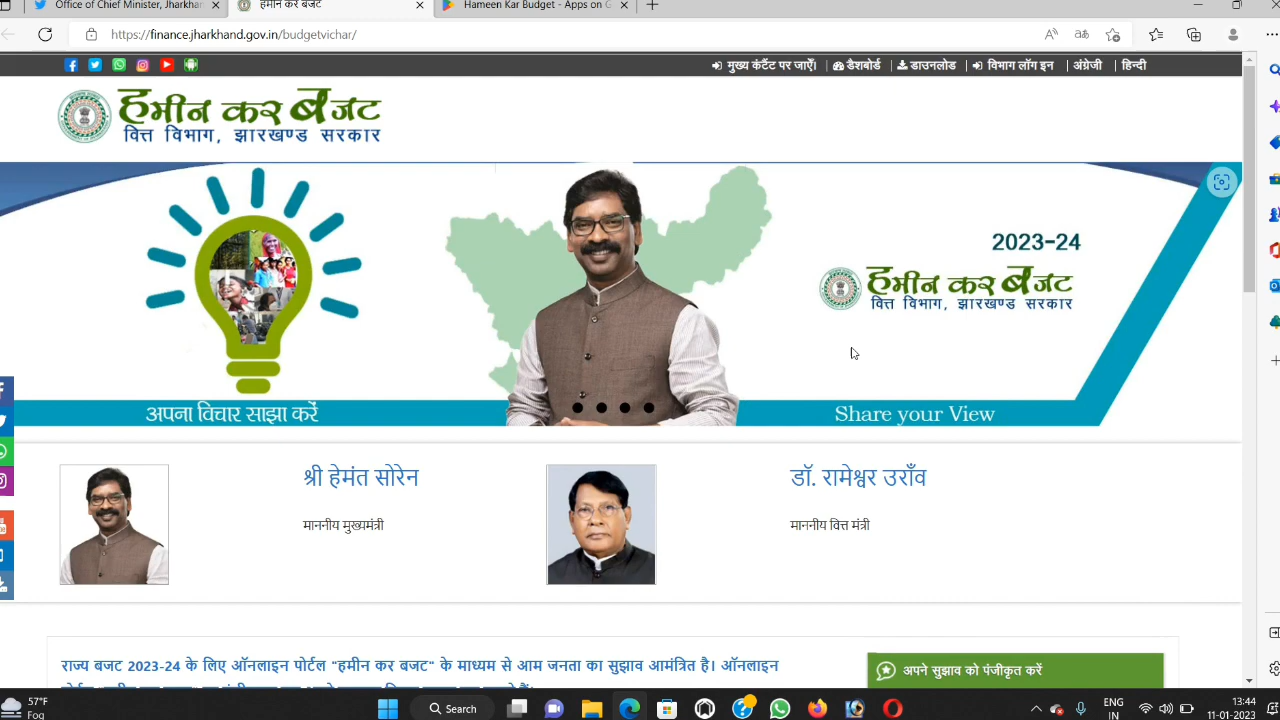 Office of Chief Minister, Jharkhan
हमीन कर बजट
Hameen Kar Budget - Apps on G
https://finance.jharkhand.gov.in/budgetvichar/
मुख्य कंटैंट पर जाएँ। | डैशबोर्ड | डाउनलोड | विभाग लॉग इन | अंग्रेजी | हिन्दी
हमीन कर बजट
वित्त विभाग, झारखण्ड सरकार
2023-24
हमीन कर बजट
वित्त विभाग, झारखण्ड सरकार
अपना विचार साझा करें
Share your View
श्री हेमंत सोरेन
माननीय मुख्यमंत्री
डॉ. रामेश्वर उराँव
माननीय वित्त मंत्री
राज्य बजट 2023-24 के लिए ऑनलाइन पोर्टल "हमीन कर बजट" के माध्यम से आम जनता का सुझाव आमंत्रित है। ऑनलाइन
अपने सुझाव को पंजीकृत करें
57°F
Fog
Search
ENG
IN
13:44
11-01-2023